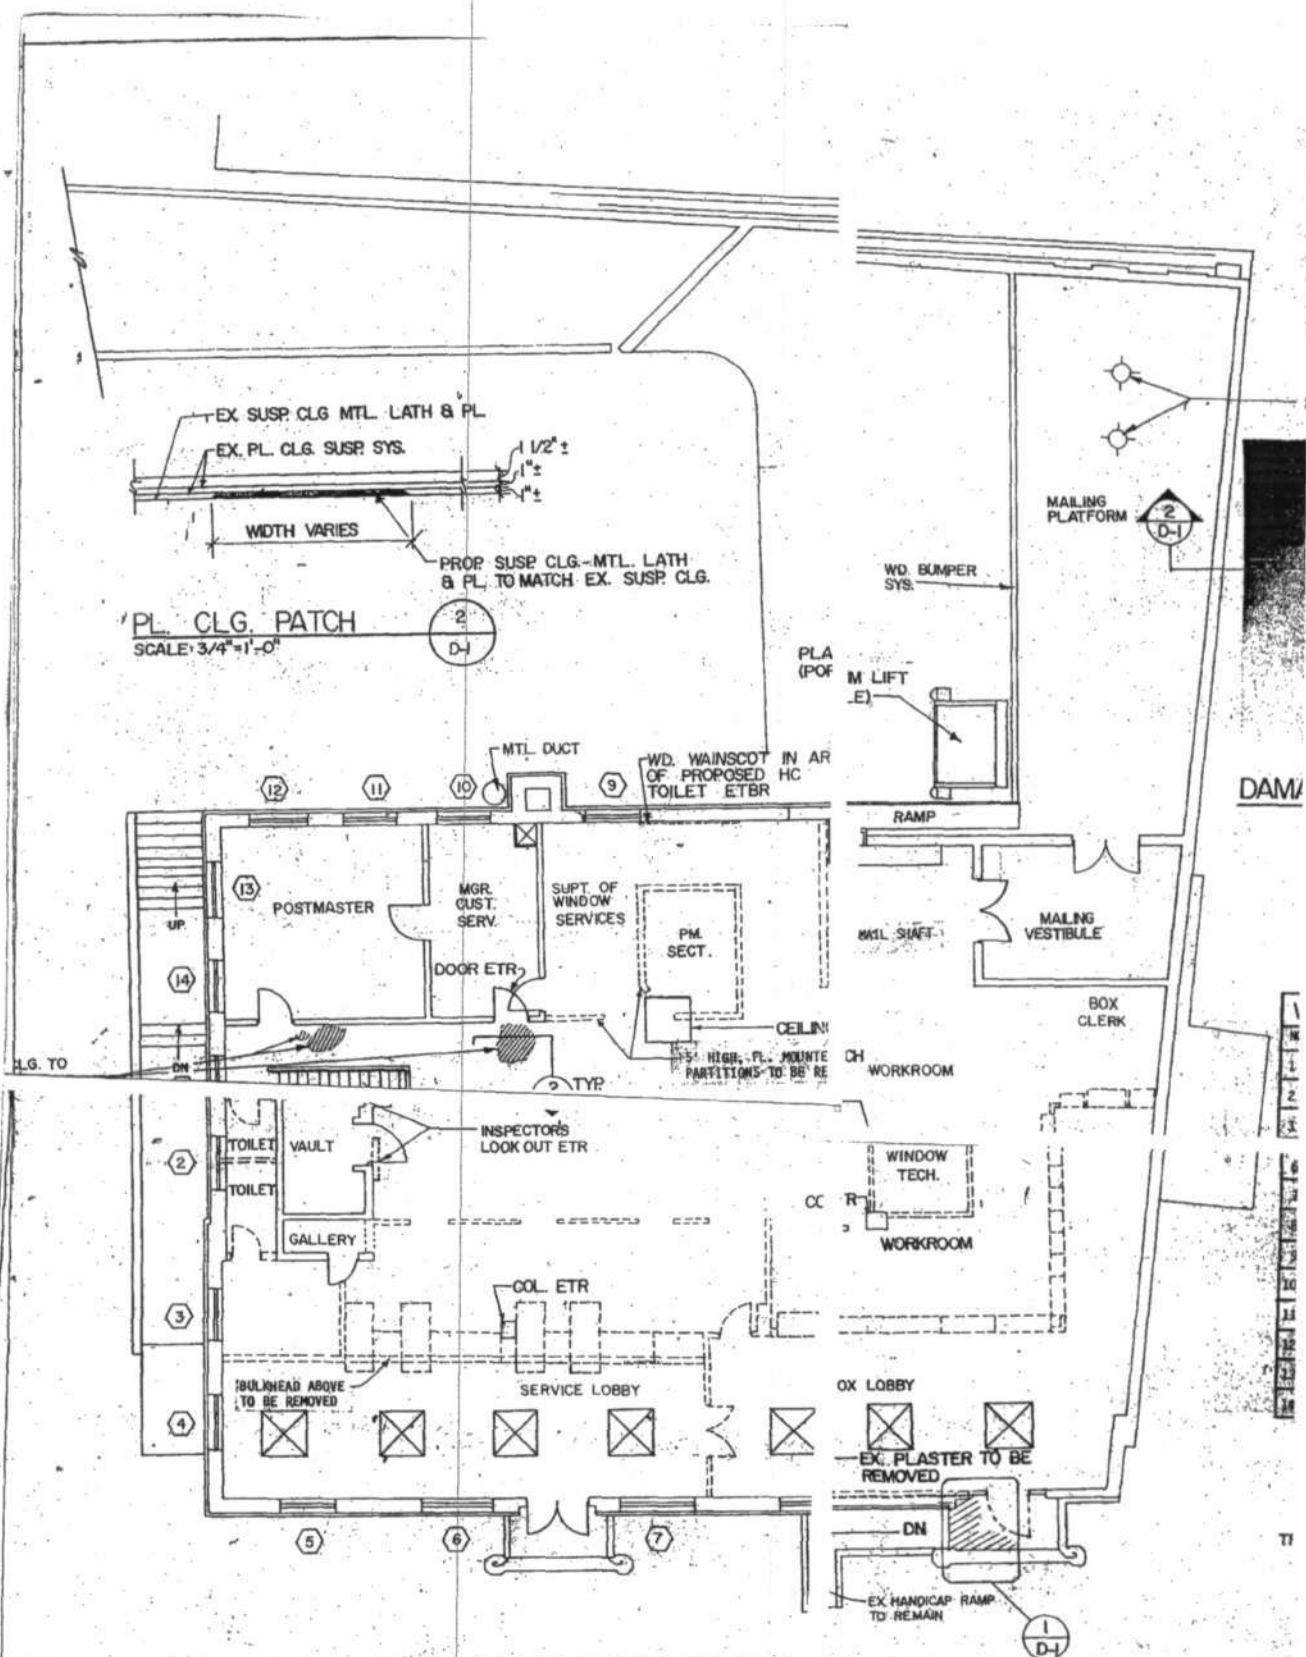 EX. SUSP. CLG MTL. LATH & PL.
EX. PL. CLG. SUSP. SYS.
1 1/2" ±
1" ±
1" ±
WIDTH VARIES
PROP. SUSP. CLG.-MTL. LATH
& PL. TO MATCH EX. SUSP. CLG.
PL. CLG. PATCH
SCALE: 3/4"=1'-0"
2
D-1
MAILING
PLATFORM
2
D-1
WD. BUMPER
SYS.
PLA
(POR
M LIFT
E)
DAMA
MTL. DUCT
WD. WAINSCOT IN AR
OF PROPOSED HC
TOILET ETBR
12
11
10
9
RAMP
13
POSTMASTER
MGR.
CUST.
SERV.
SUPT. OF
WINDOW
SERVICES
PM.
SECT.
MAIL SHAFT
MAILING
VESTIBULE
UP
14
DOOR ETR
BOX
CLERK
CEILIN
DN
LG. TO
5' HIGH, FL. MOUNTE
PARTITIONS TO BE RE
CH
WORKROOM
2
TYP.
INSPECTORS
LOOK OUT ETR
2
TOILET
VAULT
WINDOW
TECH.
TOILET
CO
R
GALLERY
WORKROOM
3
COL. ETR
BULKHEAD ABOVE
TO BE REMOVED
SERVICE LOBBY
OX LOBBY
4
EX. PLASTER TO BE
REMOVED
DN
5
6
7
EX. HANDICAP RAMP
TO REMAIN
1
D-1
2
10
11
12